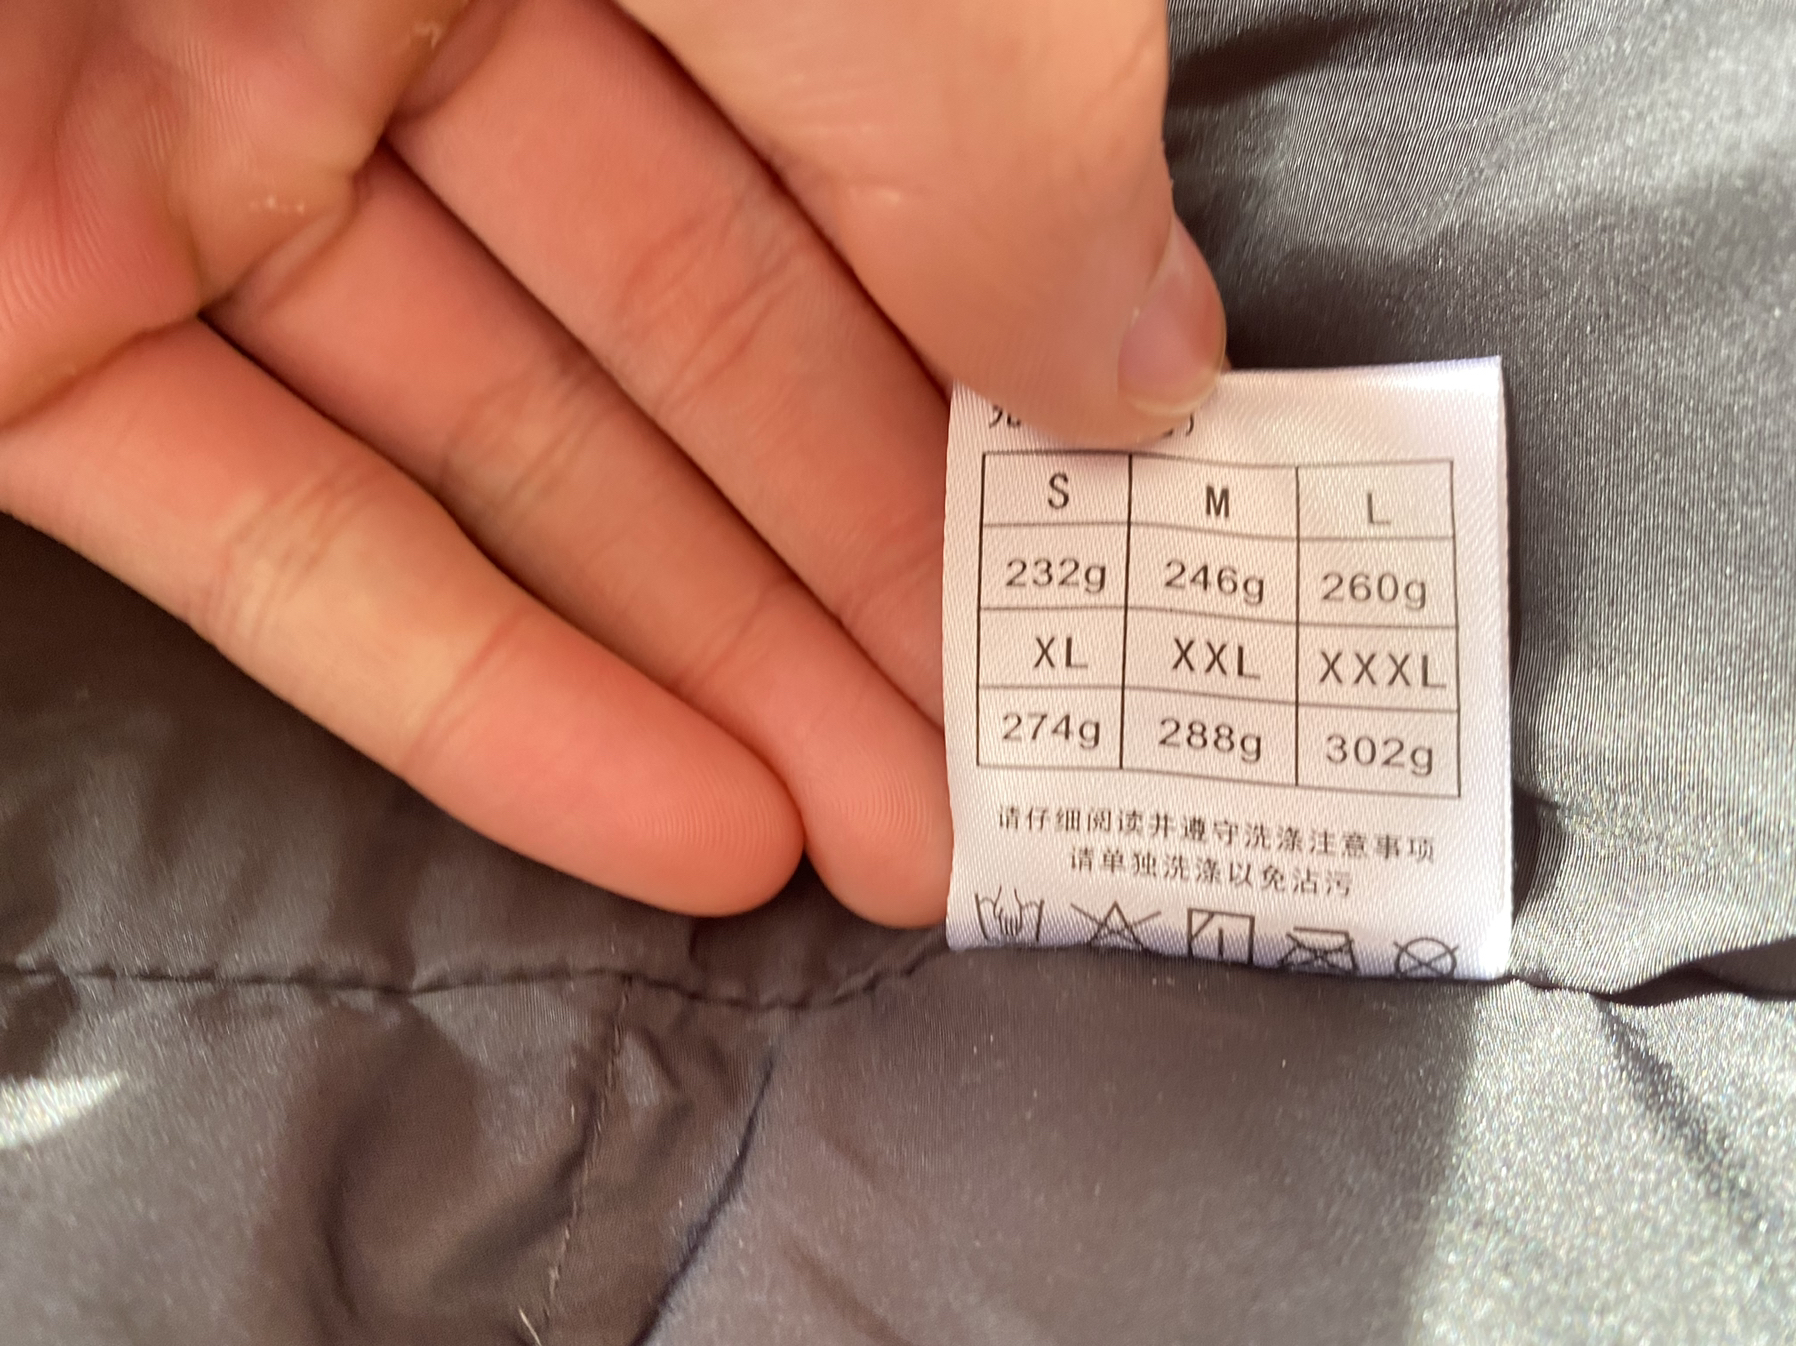 S M L
232g 246g 260g
XL XXL XXXL
274g 288g 302g
请仔细阅读并遵守洗涤注意事项
请单独洗涤以免沾污